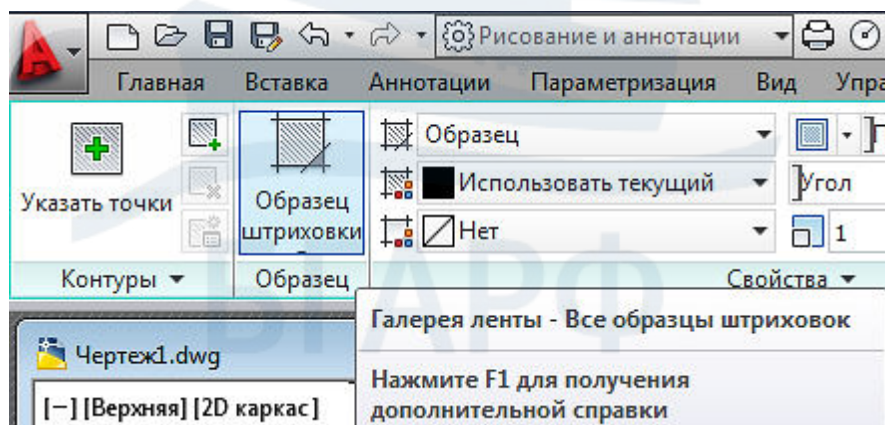 Рисование и аннотации
Главная Вставка Аннотации Параметризация Вид Упра
Образец
Использовать текущий Угол
Указать точки Образец штриховки Нет 1
Контуры Образец Свойства
Галерея ленты - Все образцы штриховок
Чертеж1.dwg
Нажмите F1 для получения
[−][Верхняя][2D каркас] дополнительной справки
БГАРФ